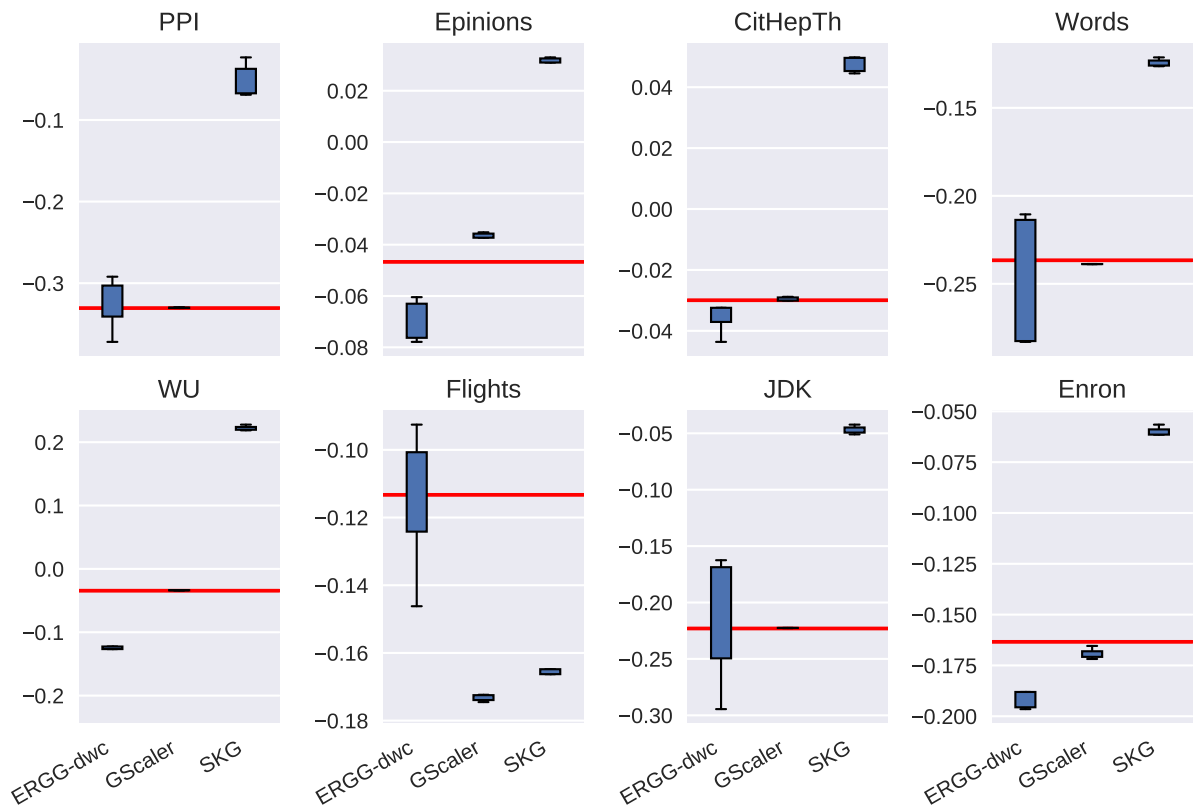 PPI
−0.1
−0.2
−0.3
Epinions
0.02
0.00
−0.02
−0.04
−0.06
−0.08
CitHepTh
0.04
0.02
0.00
−0.02
−0.04
Words
−0.15
−0.20
−0.25
WU
0.2
0.1
0.0
−0.1
−0.2
ERGG-dwc
GScaler
SKG
Flights
−0.10
−0.12
−0.14
−0.16
−0.18
ERGG-dwc
GScaler
SKG
JDK
−0.05
−0.10
−0.15
−0.20
−0.25
−0.30
ERGG-dwc
GScaler
SKG
Enron
−0.050
−0.075
−0.100
−0.125
−0.150
−0.175
−0.200
ERGG-dwc
GScaler
SKG